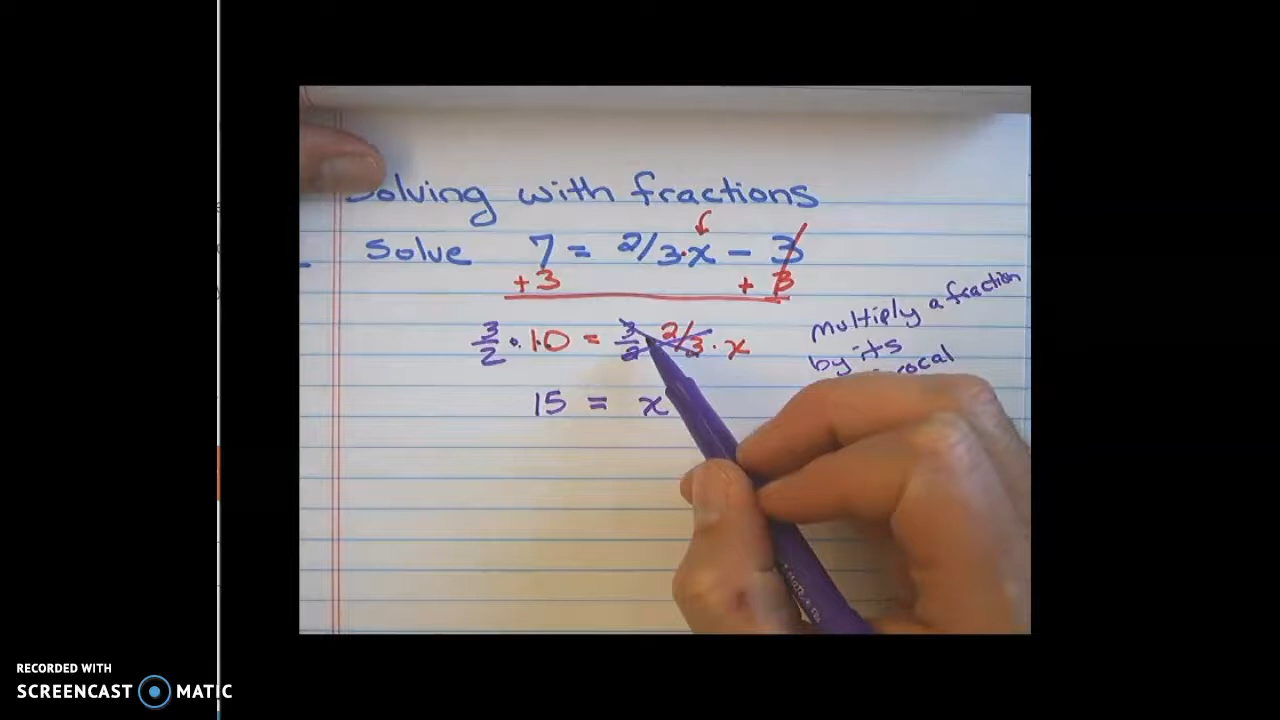 Solving with fractions
Solve 7 = 2/3·x - 3
+3 + 3
3/2 · 10 = 3/2 2/3 · x
15 = x
multiply a fraction
by its
RECORDED WITH
SCREENCAST MATIC